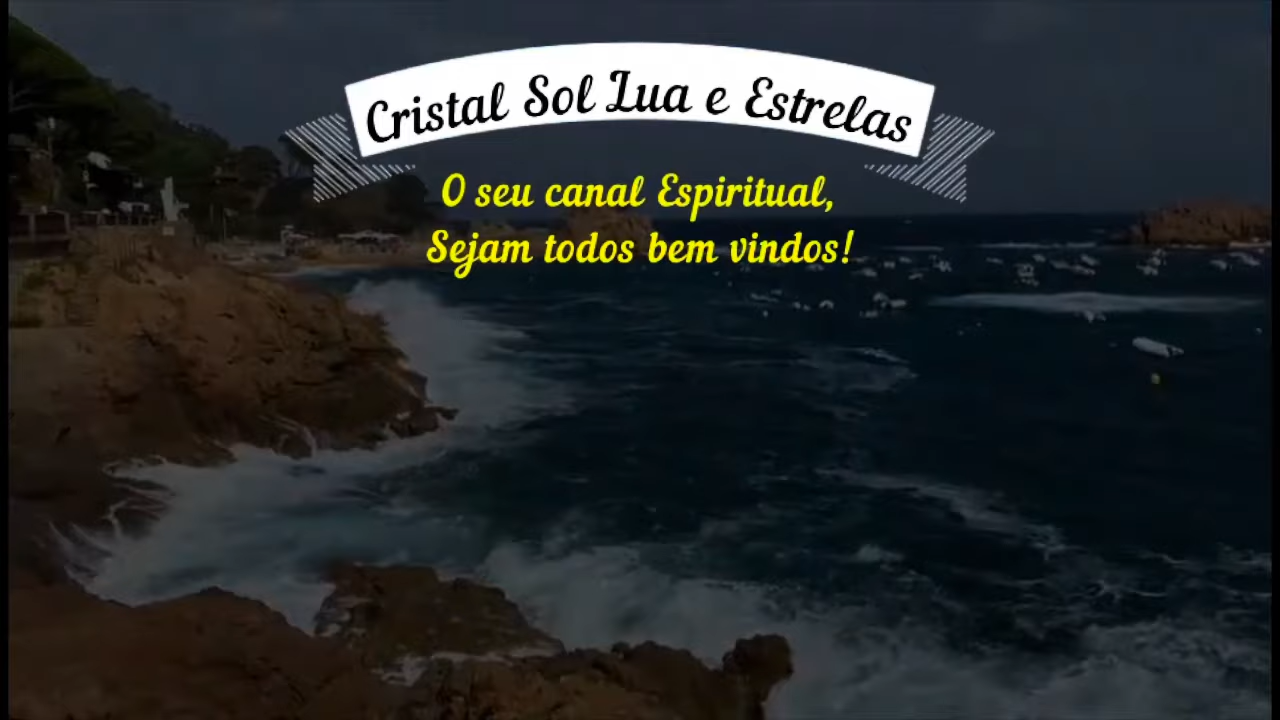 Cristal Sol Lua e Estrelas
O seu canal Espiritual,
Sejam todos bem vindos!